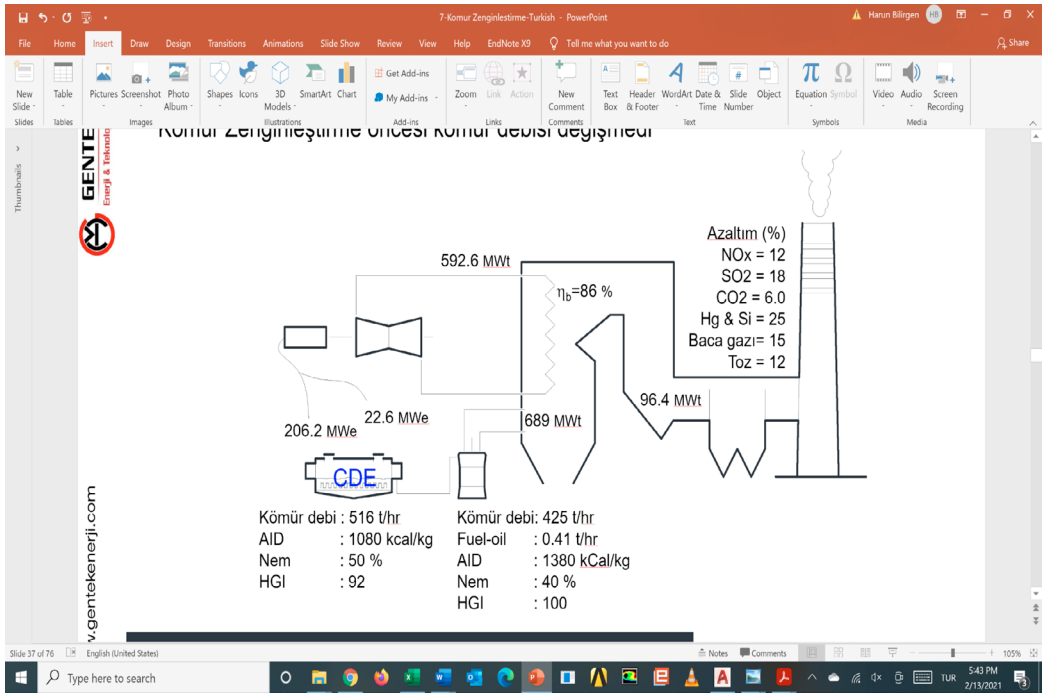 7-Komur Zenginlestirme-Turkish - PowerPoint
Harun Bilirgen HB
File Home Insert Draw Design Transitions Animations Slide Show Review View Help EndNote X9 Tell me what you want to do Share
New Slide
Table
Pictures Screenshot Photo Album
Shapes Icons 3D Models SmartArt Chart
Get Add-ins
My Add-ins
Zoom Link Action
New Comment
Text Box Header & Footer WordArt Date & Time Slide Number Object
Equation Symbol
Video Audio Screen Recording
Slides Tables Images Illustrations Add-ins Links Comments Text Symbols Media
Thumbnails
Kömür Zenginleştirme öncesi kömür debisi değişmedi
GENTE
Enerji & Teknolo
Azaltım (%)
NOx = 12
SO2 = 18
CO2 = 6.0
Hg & Si = 25
Baca gazı= 15
Toz = 12
592.6 MWt
ηb=86 %
96.4 MWt
22.6 MWe
206.2 MWe
689 MWt
CDE
Kömür debi : 516 t/hr
AID : 1080 kcal/kg
Nem : 50 %
HGI : 92
Kömür debi: 425 t/hr
Fuel-oil : 0.41 t/hr
AID : 1380 kCal/kg
Nem : 40 %
HGI : 100
w.gentekenerji.com
Slide 37 of 76 English (United States) Notes Comments 105%
Type here to search
TUR
5:43 PM
2/13/2021